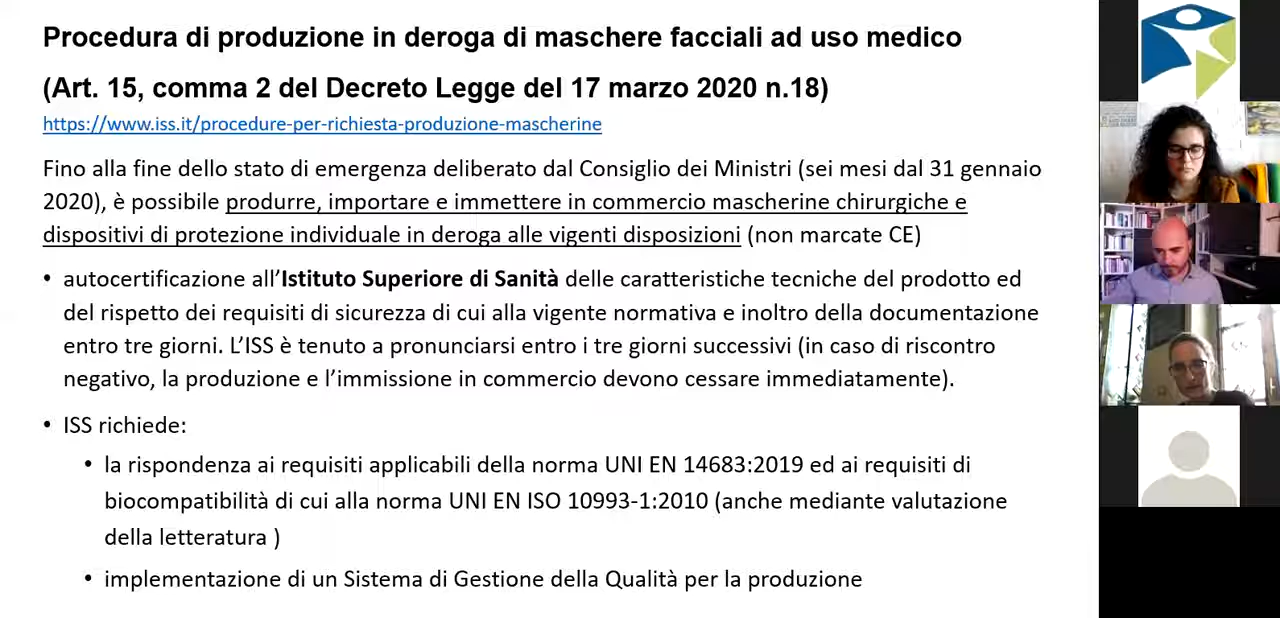 Procedura di produzione in deroga di maschere facciali ad uso medico
(Art. 15, comma 2 del Decreto Legge del 17 marzo 2020 n.18)
https://www.iss.it/procedure-per-richiesta-produzione-mascherine
Fino alla fine dello stato di emergenza deliberato dal Consiglio dei Ministri (sei mesi dal 31 gennaio
2020), è possibile produrre, importare e immettere in commercio mascherine chirurgiche e
dispositivi di protezione individuale in deroga alle vigenti disposizioni (non marcate CE)
• autocertificazione all'Istituto Superiore di Sanità delle caratteristiche tecniche del prodotto ed
del rispetto dei requisiti di sicurezza di cui alla vigente normativa e inoltro della documentazione
entro tre giorni. L'ISS è tenuto a pronunciarsi entro i tre giorni successivi (in caso di riscontro
negativo, la produzione e l'immissione in commercio devono cessare immediatamente).
• ISS richiede:
• la rispondenza ai requisiti applicabili della norma UNI EN 14683:2019 ed ai requisiti di
biocompatibilità di cui alla norma UNI EN ISO 10993-1:2010 (anche mediante valutazione
della letteratura )
• implementazione di un Sistema di Gestione della Qualità per la produzione